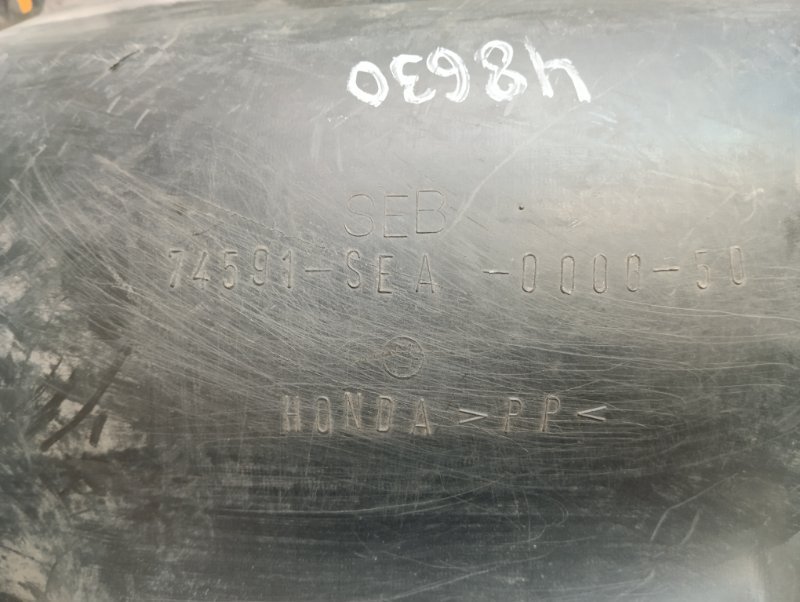 48630
SEB
74591-SEA-0000-50
HONDA >PP<